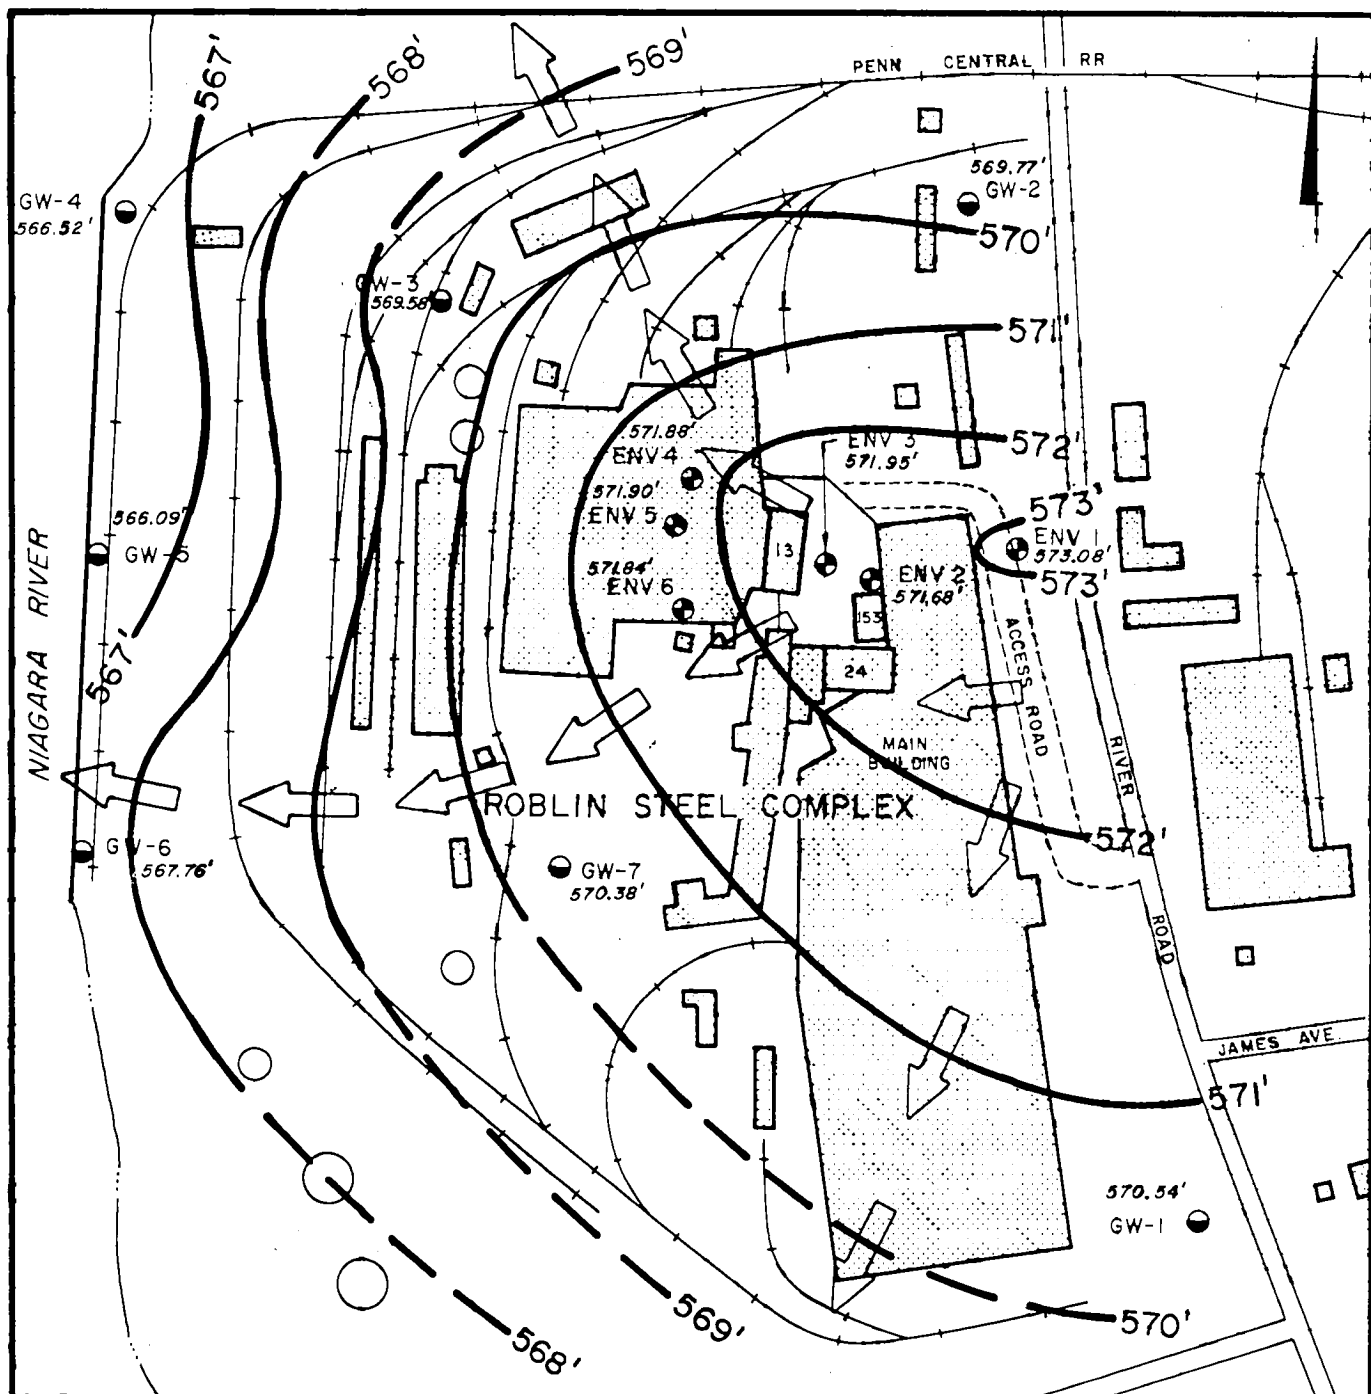 567'
568'
569'
PENN CENTRAL RR
GW-4
566.52'
569.77'
GW-2
570'
GW-3
569.58'
571'
572'
571.88'
ENV 4
ENV 3
571.95'
571.90'
ENV 5
573'
ENV 1
573.08'
573'
566.09'
GW-5
13
571.84'
ENV 6
ENV 2
571.68'
153
24
ACCESS ROAD
567'
NIAGARA RIVER
MAIN
BUILDING
RIVER ROAD
ROBLIN STEEL COMPLEX
572'
GW-6
567.76'
GW-7
570.38'
JAMES AVE
571'
570.54'
GW-1
569'
570'
568'